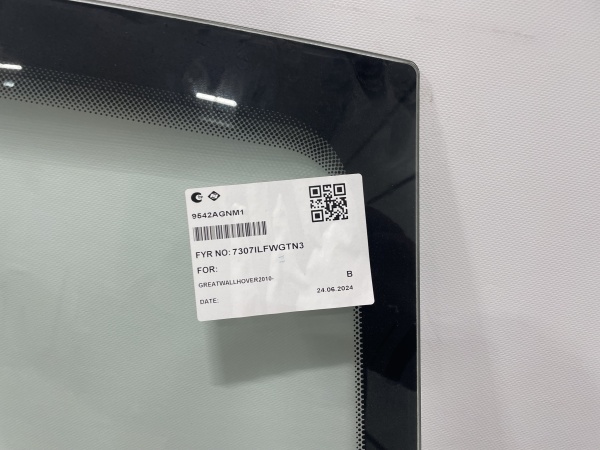 9542AGNM1
FYR NO: 7307ILFWGTN3
FOR:
GREATWALLHOVER2010-
B
DATE:
24.06.2024